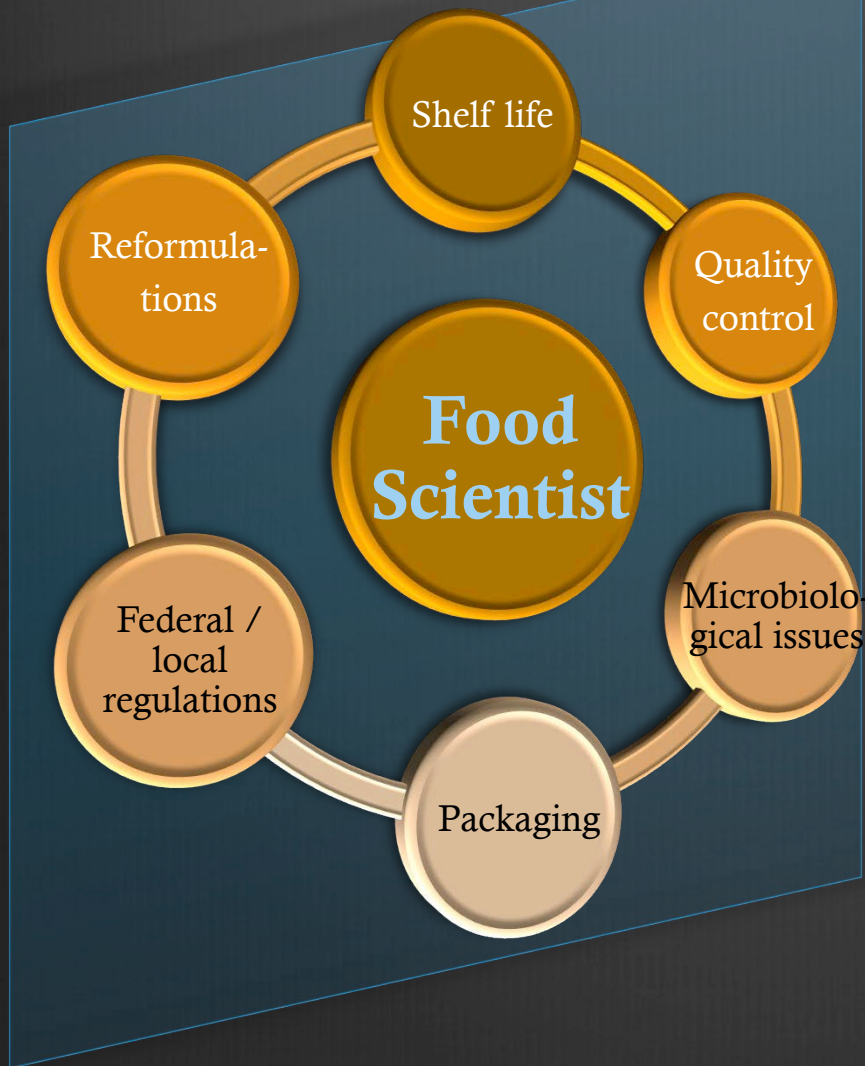 Shelf life
Quality
control
Microbiolo-
gical issues
Packaging
Federal /
local
regulations
Reformula-
tions
Food
Scientist